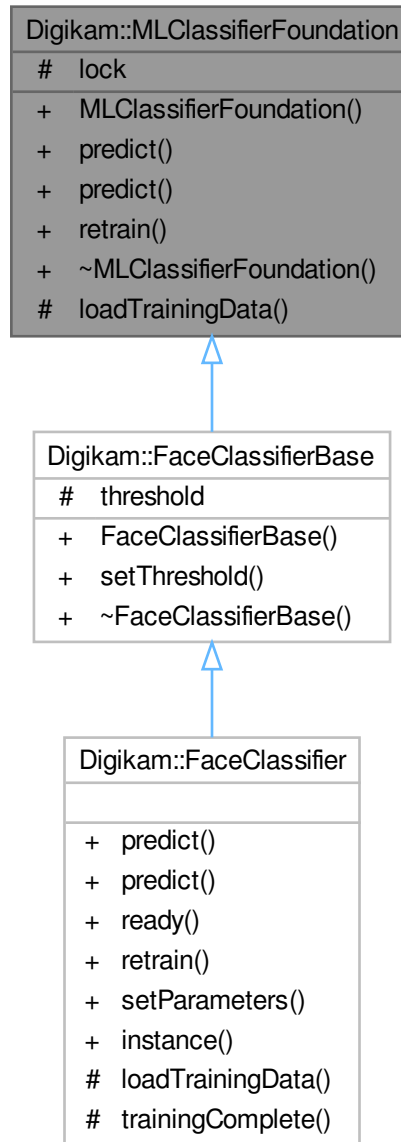 Digikam::MLClassifierFoundation
# lock
+ MLClassifierFoundation()
+ predict()
+ predict()
+ retrain()
+ ~MLClassifierFoundation()
# loadTrainingData()
Digikam::FaceClassifierBase
# threshold
+ FaceClassifierBase()
+ setThreshold()
+ ~FaceClassifierBase()
Digikam::FaceClassifier
+ predict()
+ predict()
+ ready()
+ retrain()
+ setParameters()
+ instance()
# loadTrainingData()
# trainingComplete()